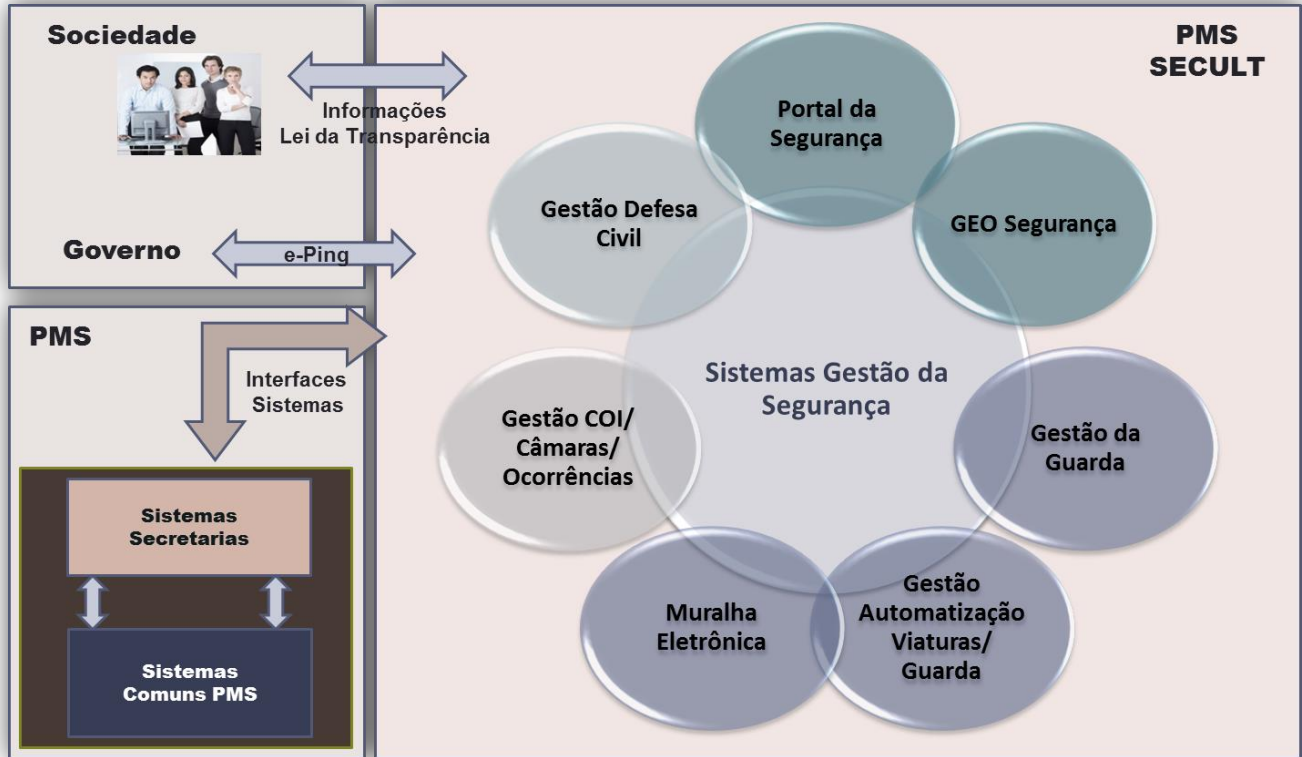 Sociedade
Informações
Lei da Transparência
Governo
e-Ping
PMS
Interfaces
Sistemas
Sistemas
Secretarias
Sistemas
Comuns PMS
PMS
SECULT
Portal da
Segurança
GEO Segurança
Gestão da
Guarda
Gestão
Automatização
Viaturas/
Guarda
Muralha
Eletrônica
Gestão COI/
Câmaras/
Ocorrências
Gestão Defesa
Civil
Sistemas Gestão da
Segurança